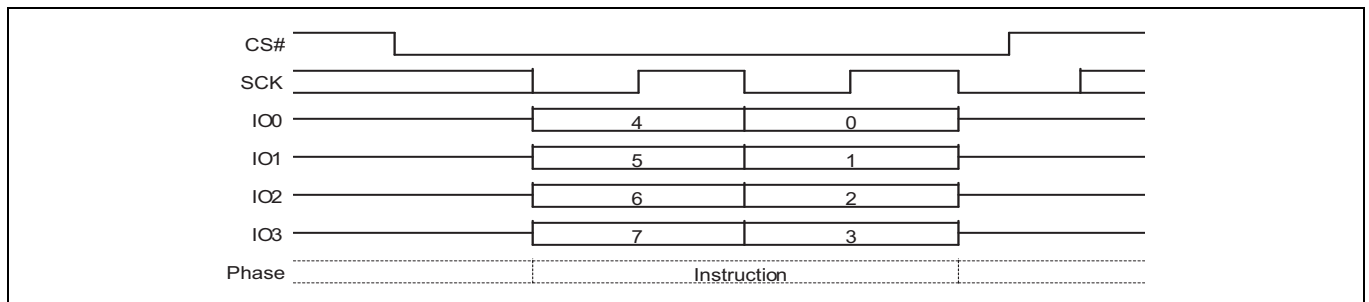 CS#
SCK
IO0 4 0
IO1 5 1
IO2 6 2
IO3 7 3
Phase Instruction